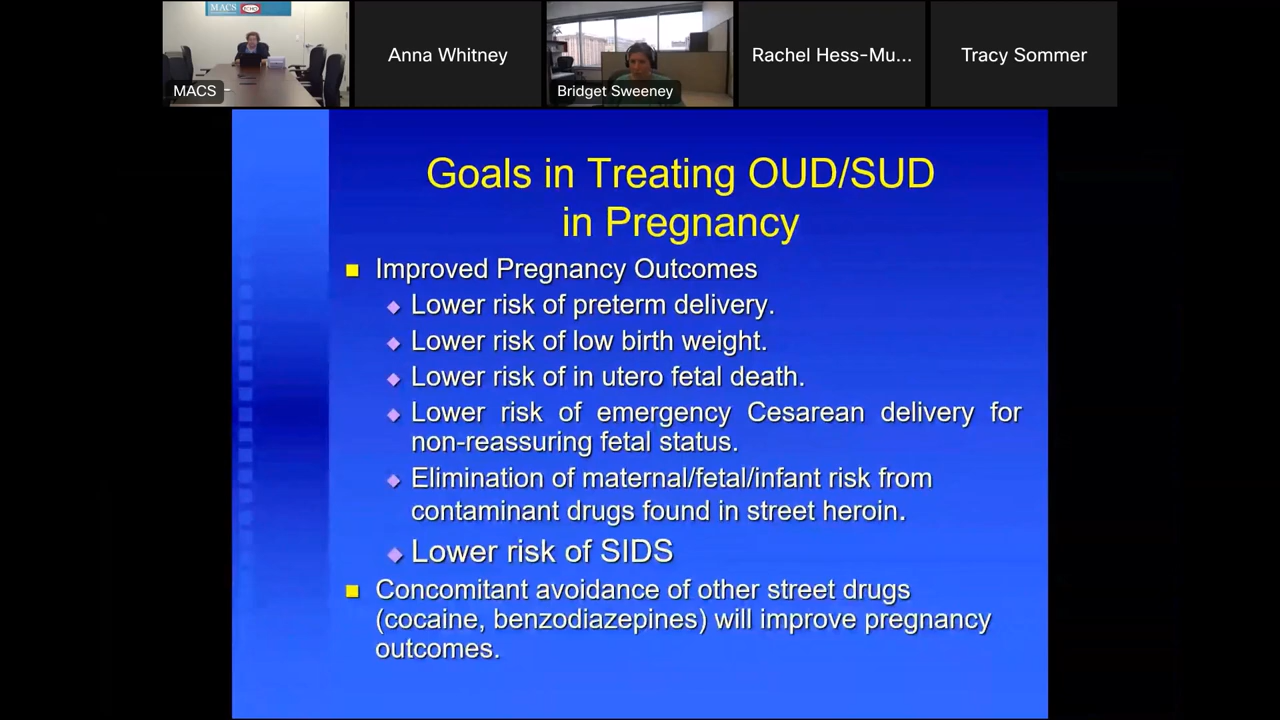 MACS
MACS
Anna Whitney
Bridget Sweeney
Rachel Hess-Mu...
Tracy Sommer
Goals in Treating OUD/SUD
in Pregnancy
Improved Pregnancy Outcomes
Lower risk of preterm delivery.
Lower risk of low birth weight.
Lower risk of in utero fetal death.
Lower risk of emergency Cesarean delivery for
non-reassuring fetal status.
Elimination of maternal/fetal/infant risk from
contaminant drugs found in street heroin.
Lower risk of SIDS
Concomitant avoidance of other street drugs
(cocaine, benzodiazepines) will improve pregnancy
outcomes.